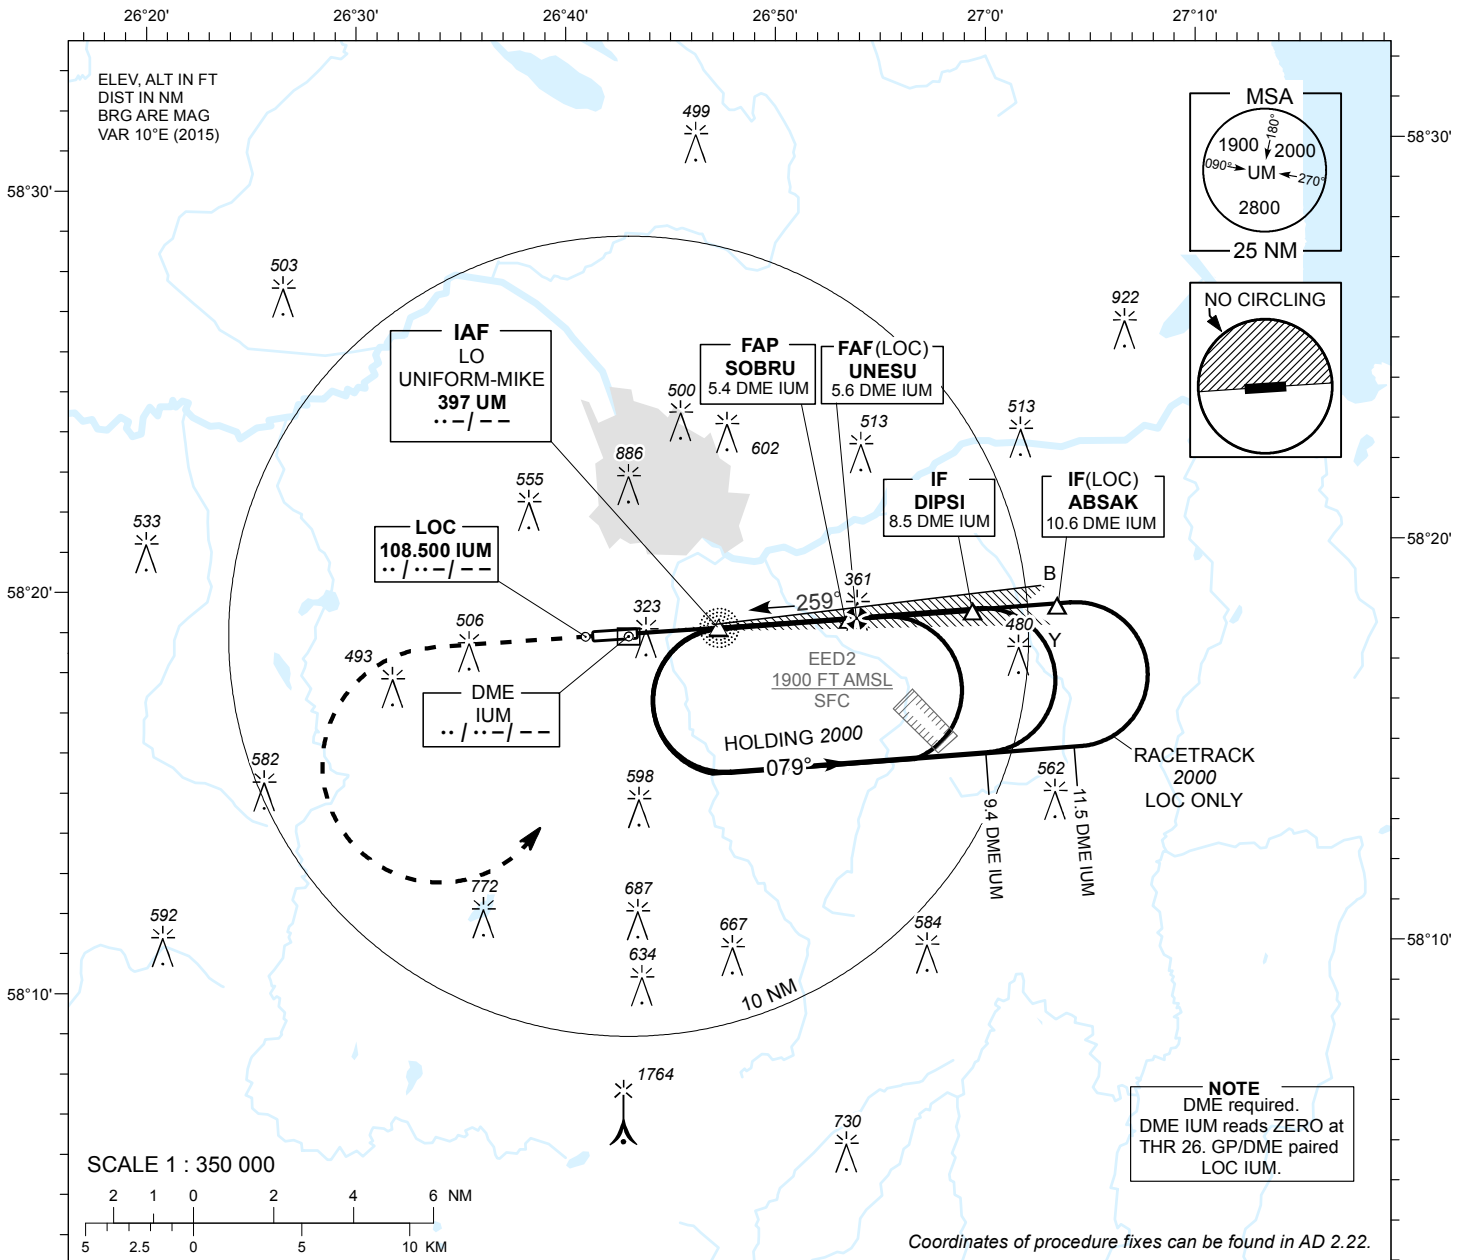 26°20'
26°30'
26°40'
26°50'
27°0'
27°10'
ELEV, ALT IN FT
DIST IN NM
BRG ARE MAG
VAR 10°E (2015)
499
MSA
180°
1900
2000
090°
UM
270°
2800
25 NM
58°30'
58°30'
503
922
NO CIRCLING
IAF
LO
UNIFORM-MIKE
397 UM
··–/––
FAP
SOBRU
5.4 DME IUM
FAF(LOC)
UNESU
5.6 DME IUM
500
602
513
513
886
555
533
IF
DIPSI
8.5 DME IUM
IF(LOC)
ABSAK
10.6 DME IUM
LOC
108.500 IUM
··/··–/––
58°20'
58°20'
361
B
259°
323
506
480
Y
493
EED2
1900 FT AMSL
SFC
DME
IUM
··/··–/––
HOLDING 2000
079°
RACETRACK
2000
LOC ONLY
582
598
562
9.4 DME IUM
11.5 DME IUM
772
687
592
667
584
634
58°10'
58°10'
10 NM
1764
730
NOTE
DME required.
DME IUM reads ZERO at
THR 26. GP/DME paired
LOC IUM.
SCALE 1 : 350 000
2 1 0 2 4 6 NM
5 2.5 0 5 10 KM
Coordinates of procedure fixes can be found in AD 2.22.